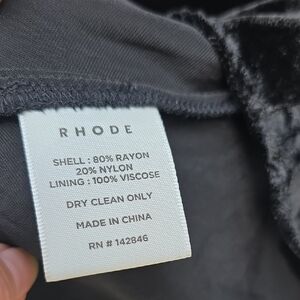 RHODE
SHELL : 80% RAYON
20% NYLON
LINING : 100% VISCOSE
DRY CLEAN ONLY
MADE IN CHINA
RN # 142846